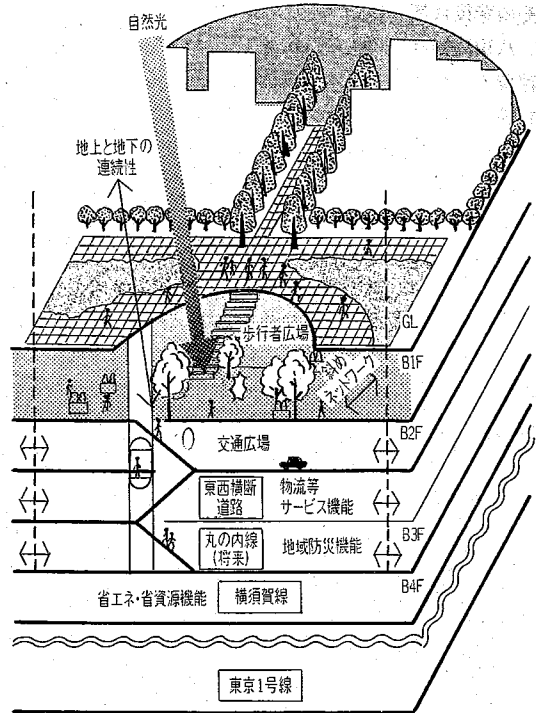 自然光
地上と地下の
連続性
GL
歩行者広場
B1F
斜め
ネットワーク
B2F
交通広場
東西横断
道路
物流等
サービス機能
B3F
丸の内線
(将来)
地域防災機能
B4F
省エネ・省資源機能
横須賀線
東京1号線